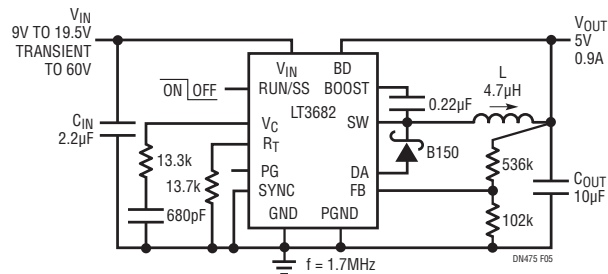 VIN
9V TO 19.5V
TRANSIENT
TO 60V
VOUT
5V
0.9A
VIN
BD
RUN/SS
BOOST
ON OFF
LT3682
L
4.7µH
0.22µF
CIN
2.2µF
VC
SW
RT
B150
13.3k
13.7k
PG
DA
536k
SYNC
FB
COUT
10µF
680pF
GND
PGND
102k
f = 1.7MHz
DN475 F05